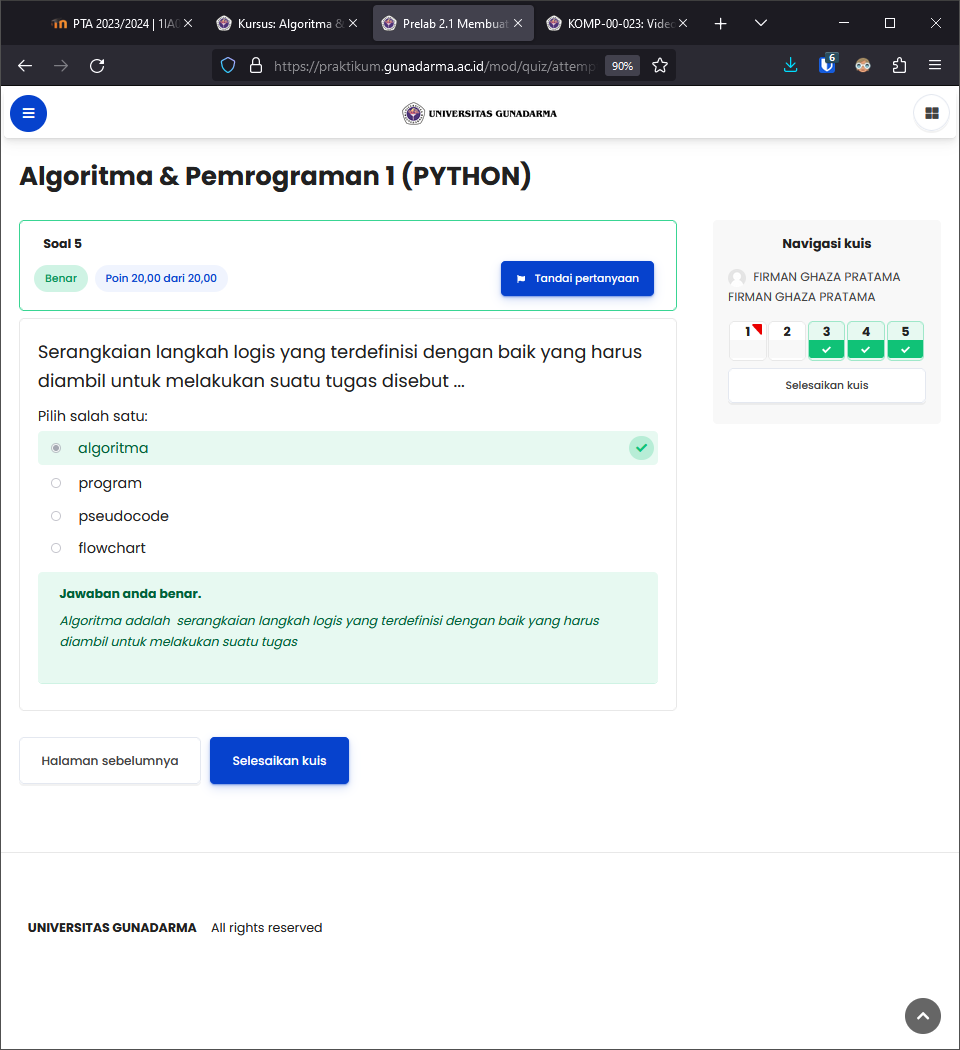 PTA 2023/2024 | 1IA0
Kursus: Algoritma &
Prelab 2.1 Membuat
KOMP-00-023: Video
https://praktikum.gunadarma.ac.id/mod/quiz/attemp
90%
6
UNIVERSITAS GUNADARMA
Algoritma & Pemrograman 1 (PYTHON)
Soal 5
Benar
Poin 20,00 dari 20,00
Tandai pertanyaan
Serangkaian langkah logis yang terdefinisi dengan baik yang harus
diambil untuk melakukan suatu tugas disebut ...
Pilih salah satu:
algoritma
program
pseudocode
flowchart
Jawaban anda benar.
Algoritma adalah  serangkaian langkah logis yang terdefinisi dengan baik yang harus
diambil untuk melakukan suatu tugas
Halaman sebelumnya
Selesaikan kuis
Navigasi kuis
FIRMAN GHAZA PRATAMA
FIRMAN GHAZA PRATAMA
1 2 3 4 5
Selesaikan kuis
UNIVERSITAS GUNADARMA All rights reserved